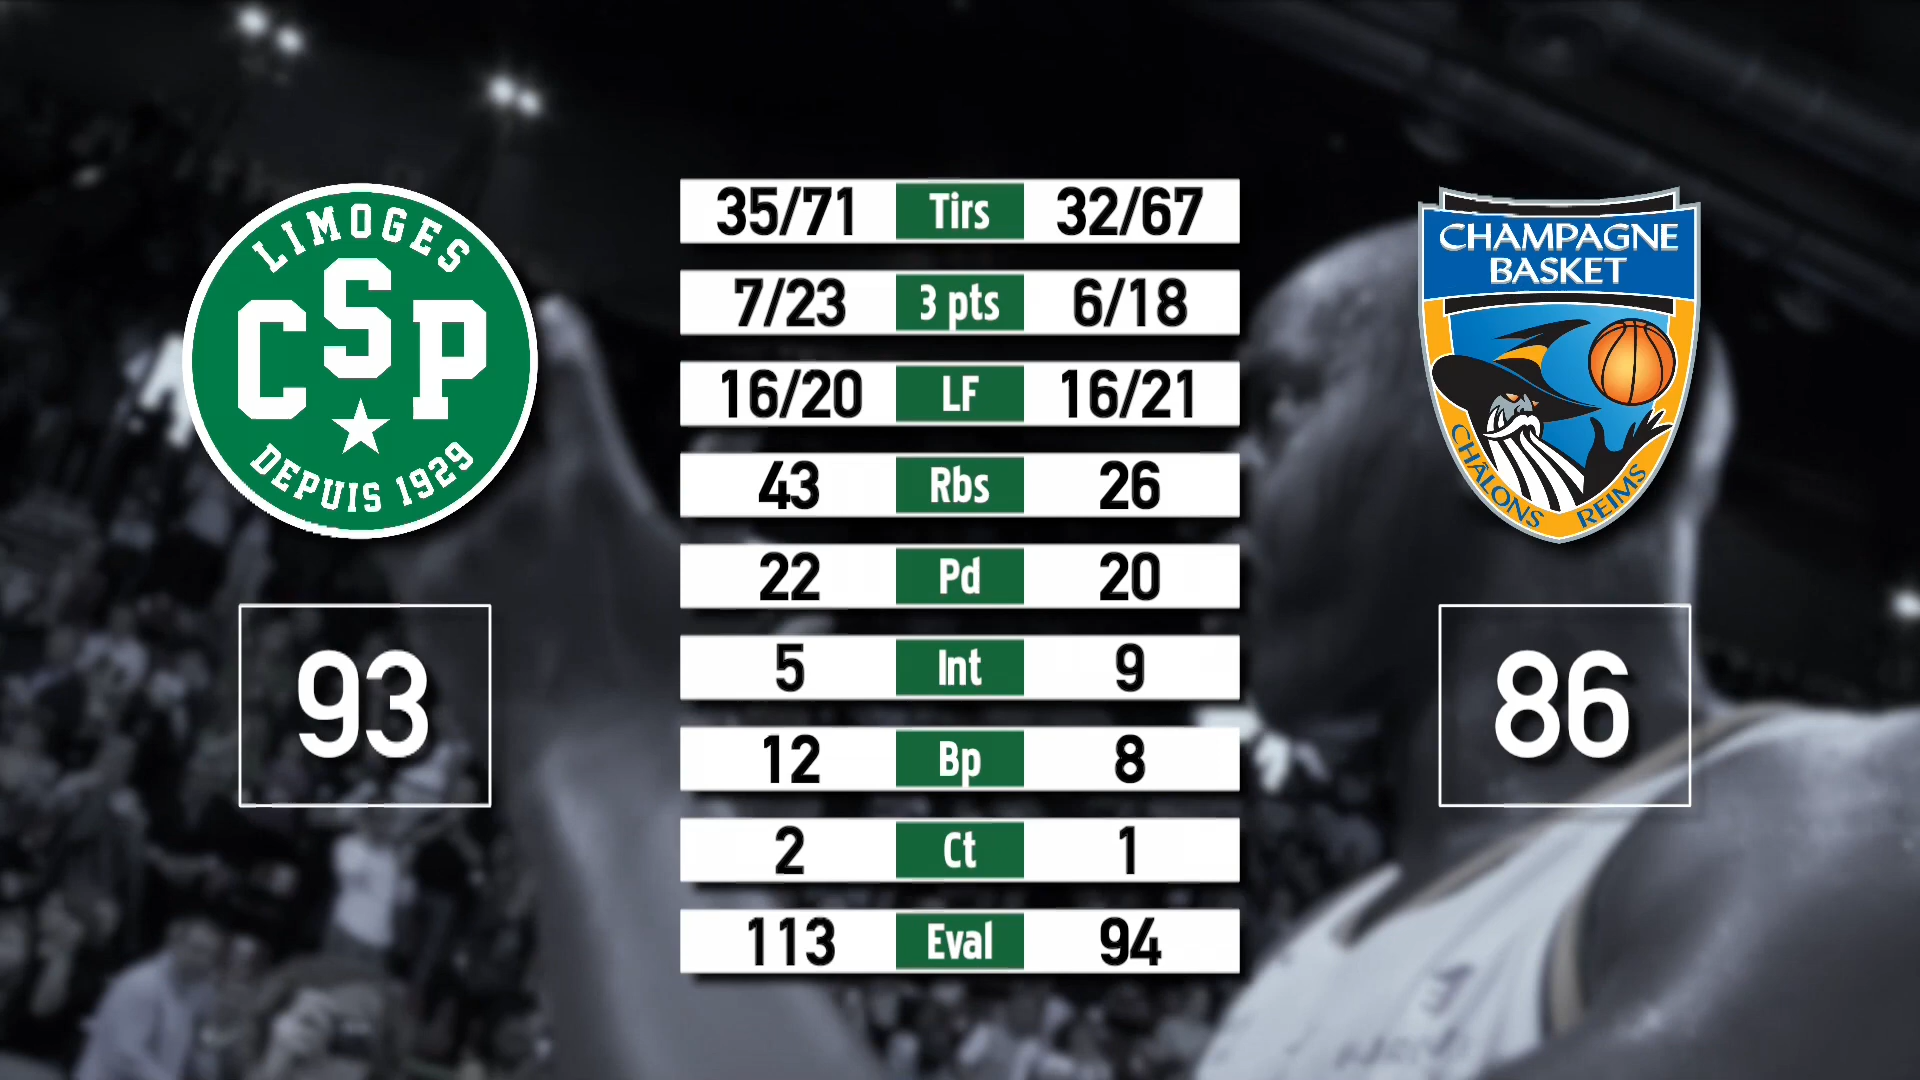 LIMOGES
CSP
DEPUIS 1929
93
35/71 Tirs 32/67
7/23 3 pts 6/18
16/20 LF 16/21
43 Rbs 26
22 Pd 20
5 Int 9
12 Bp 8
2 Ct 1
113 Eval 94
CHAMPAGNE
BASKET
CHÂLONS REIMS
86